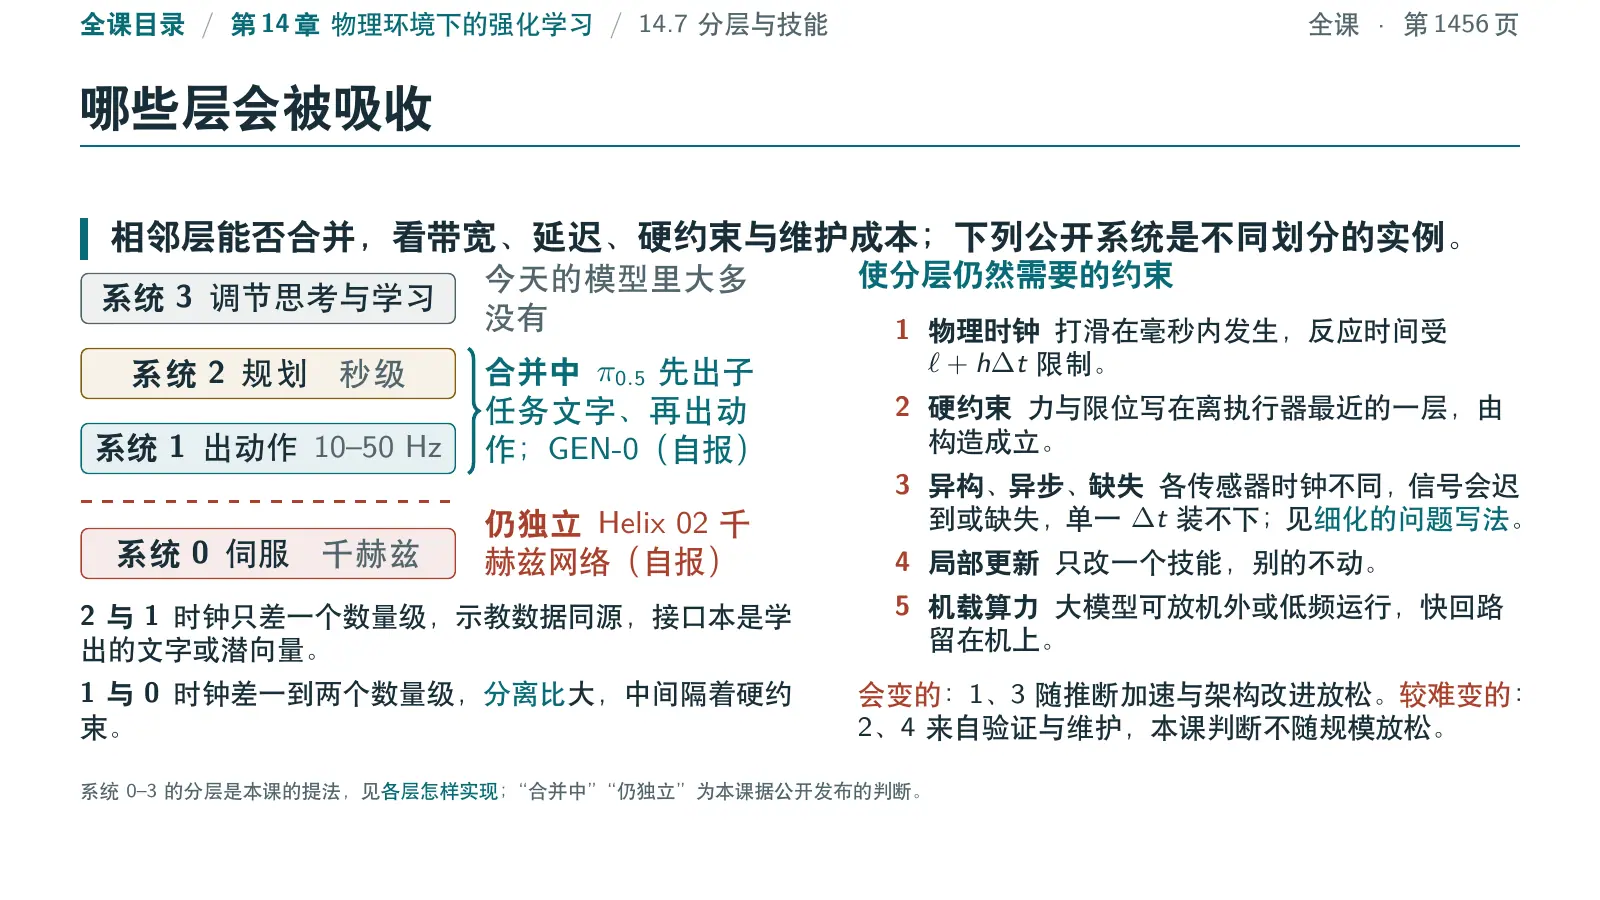 全课目录 / 第 14 章 物理环境下的强化学习 / 14.7 分层与技能
全课 · 第 1456 页
哪些层会被吸收
相邻层能否合并，看带宽、延迟、硬约束与维护成本；下列公开系统是不同划分的实例。
系统 3 调节思考与学习
今天的模型里大多
没有
系统 2 规划 秒级
系统 1 出动作 10–50 Hz
合并中 π0.5 先出子
任务文字、再出动
作；GEN-0（自报）
系统 0 伺服 千赫兹
仍独立 Helix 02 千
赫兹网络（自报）
2 与 1 时钟只差一个数量级，示教数据同源，接口本是学
出的文字或潜向量。
1 与 0 时钟差一到两个数量级，分离比大，中间隔着硬约
束。
使分层仍然需要的约束
1 物理时钟 打滑在毫秒内发生，反应时间受
ℓ + hΔt 限制。
2 硬约束 力与限位写在离执行器最近的一层，由
构造成立。
3 异构、异步、缺失 各传感器时钟不同，信号会迟
到或缺失，单一 Δt 装不下；见细化的问题写法。
4 局部更新 只改一个技能，别的不动。
5 机载算力 大模型可放机外或低频运行，快回路
留在机上。
会变的：1、3 随推断加速与架构改进放松。较难变的：
2、4 来自验证与维护，本课判断不随规模放松。
系统 0–3 的分层是本课的提法，见各层怎样实现；“合并中”“仍独立”为本课据公开发布的判断。